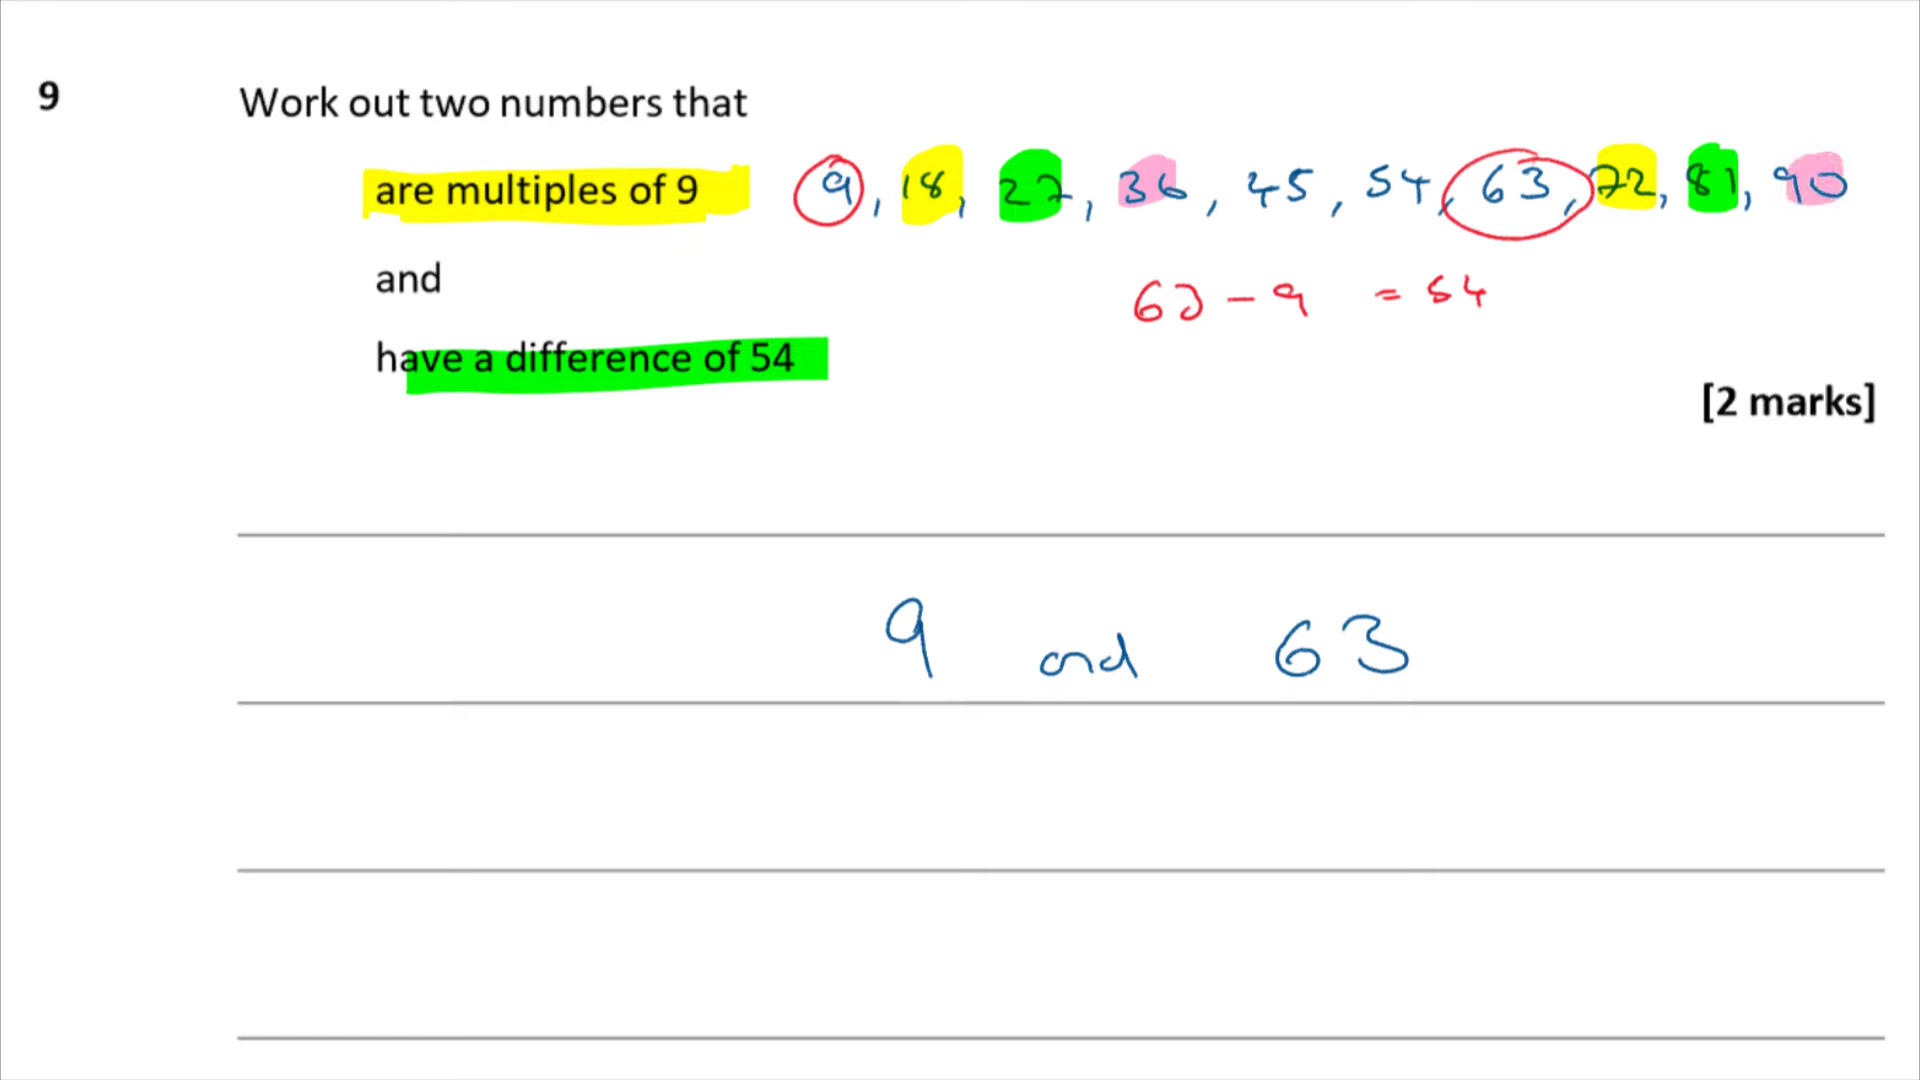 9 Work out two numbers that
are multiples of 9 9, 18, 27, 36, 45, 54, 63, 72, 81, 90
and
63 - 9 = 54
have a difference of 54
[2 marks]
9 and 63